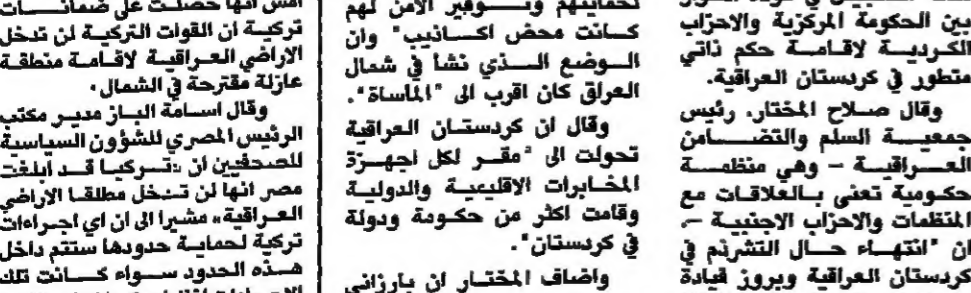 بين الحكومة المركزية والاحزاب
الكردية لاقامة حكم ذاتي
متطور في كردستان العراقية.
وقال صلاح المختار، رئيس
جمعية السلم والتضامن
العراقية – وهي منظمة
حكومية تعنى بالعلاقات مع
المنظمات والاحزاب الاجنبية –
ان "انتهاء حال التشرذم في
كردستان العراقية وبروز قيادة
لحمايتهم وتوفير الامن لهم
كانت محض اكاذيب" وان
الوضع الذي نشأ في شمال
العراق كان اقرب الى "المأساة".
وقال ان كردستان العراقية
تحولت الى "مقر لكل اجهزة
المخابرات الاقليمية والدولية
وقامت اكثر من حكومة ودولة
في كردستان".
واضاف المختار ان بارزاني
امس انها حصلت على ضمانات
تركية ان القوات التركية لن تدخل
الاراضي العراقية لاقامة منطقة
عازلة مقترحة في الشمال.
وقال اسامة الباز مدير مكتب
الرئيس المصري للشؤون السياسية
للصحفيين ان «تركيا قد ابلغت
مصر انها لن تدخل مطلقا الاراضي
العراقية» مشيرا الى ان اي اجراءات
تركية لحماية حدودها ستتم داخل
هذه الحدود سواء كانت تلك